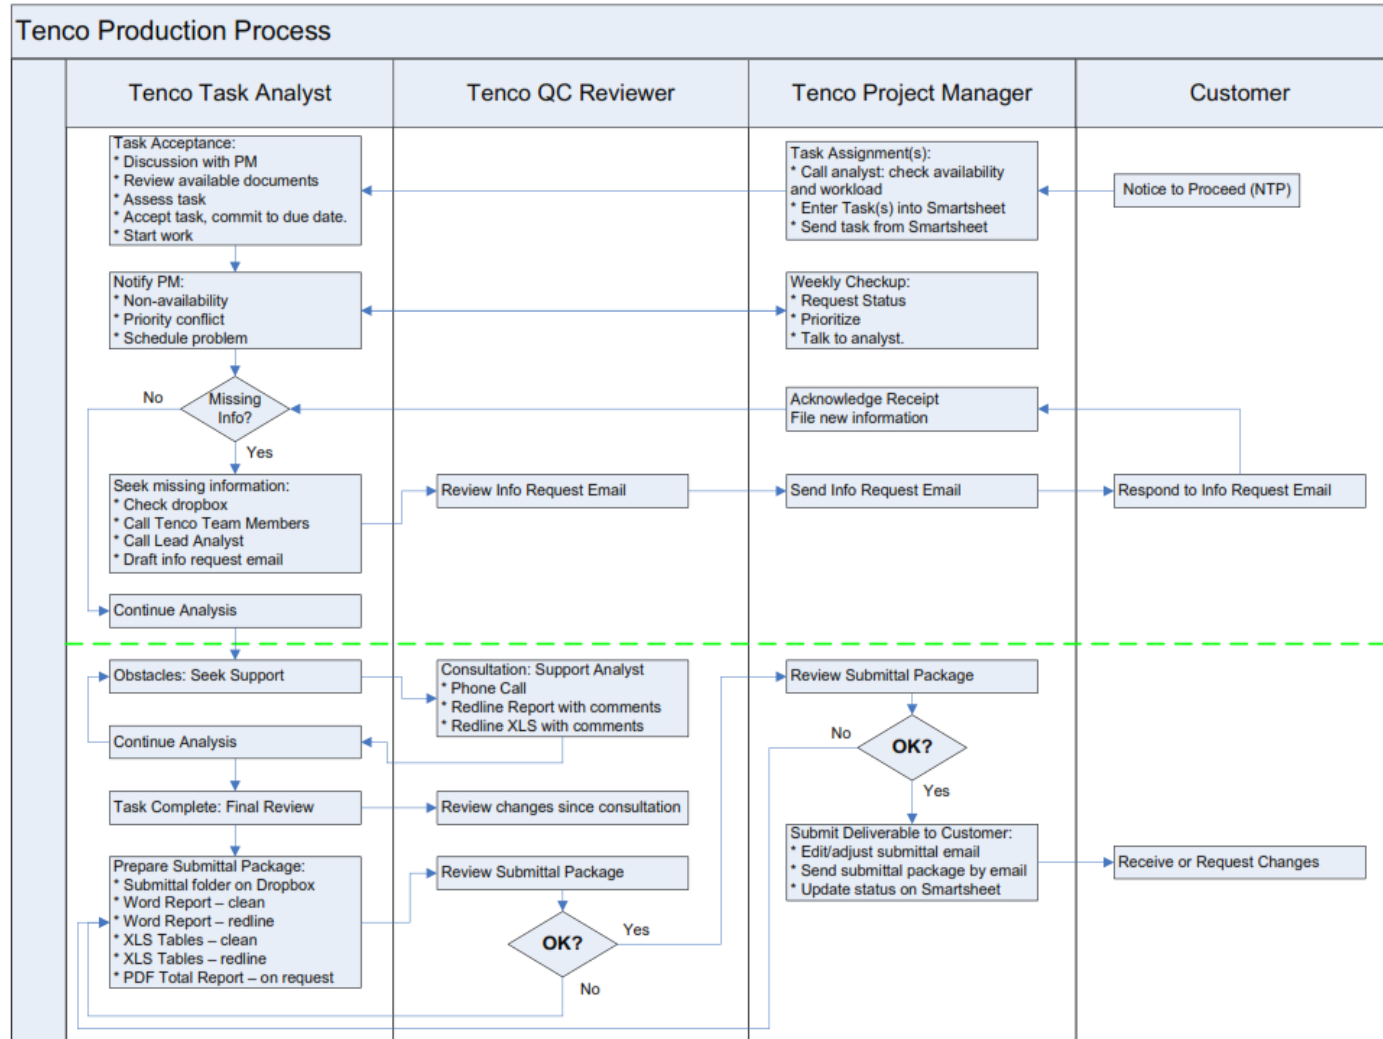 Tenco Production Process
Tenco Task Analyst
Tenco QC Reviewer
Tenco Project Manager
Customer
Task Acceptance:
* Discussion with PM
* Review available documents
* Assess task
* Accept task, commit to due date.
* Start work
Task Assignment(s):
* Call analyst: check availability
and workload
* Enter Task(s) into Smartsheet
* Send task from Smartsheet
Notice to Proceed (NTP)
Notify PM:
* Non-availability
* Priority conflict
* Schedule problem
Weekly Checkup:
* Request Status
* Prioritize
* Talk to analyst.
No
Missing
Info?
Yes
Acknowledge Receipt
File new information
Seek missing information:
* Check dropbox
* Call Tenco Team Members
* Call Lead Analyst
* Draft info request email
Review Info Request Email
Send Info Request Email
Respond to Info Request Email
Continue Analysis
Obstacles: Seek Support
Consultation: Support Analyst
* Phone Call
* Redline Report with comments
* Redline XLS with comments
Review Submittal Package
Continue Analysis
No
OK?
Yes
Task Complete: Final Review
Review changes since consultation
Submit Deliverable to Customer:
* Edit/adjust submittal email
* Send submittal package by email
* Update status on Smartsheet
Receive or Request Changes
Prepare Submittal Package:
* Submittal folder on Dropbox
* Word Report – clean
* Word Report – redline
* XLS Tables – clean
* XLS Tables – redline
* PDF Total Report – on request
Review Submittal Package
OK?
Yes
No